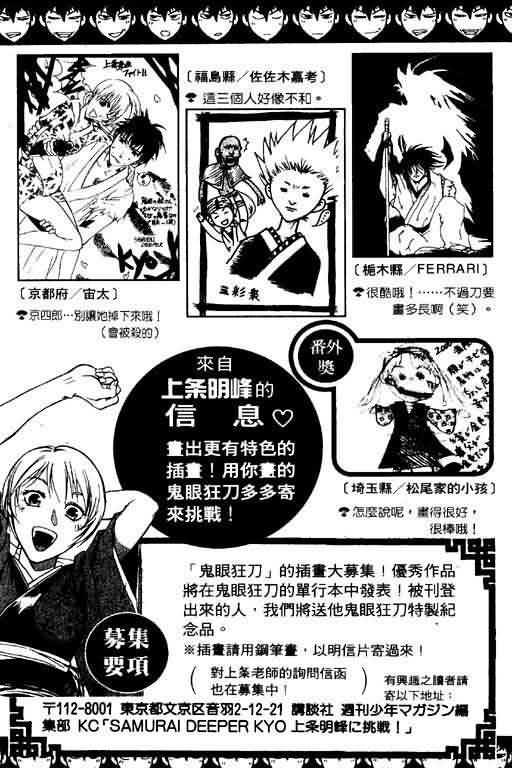 上条先生
ファイト!!
KYO
〔京都府／宙太〕
京四郎…別讓她掉下來哦！
（會被殺的）
〔福島縣／佐佐木嘉考〕
這三個人好像不和。
〔栃木縣／FERRARI〕
很酷哦！……不過刀要
畫多長啊（笑）。
來自
上条明峰的
信息♡
畫出更有特色的
插畫！用你畫的
鬼眼狂刀多多寄
來挑戰！
番外
獎
〔埼玉縣／松尾家的小孩〕
怎麼說呢，畫得很好，
很棒哦！
募集
要項
「鬼眼狂刀」的插畫大募集！優秀作品
將在鬼眼狂刀的單行本中發表！被刊登
出來的人，我們將送他鬼眼狂刀特製紀
念品。
※插畫請用鋼筆畫，以明信片寄過來！
（對上条老師的詢問信函
也在募集中！）
有興趣之讀者請
寄以下地址：
〒112-8001 東京都文京区音羽2-12-21 講談社 週刊少年マガジン編
集部 KC「SAMURAI DEEPER KYO 上条明峰に挑戦！」